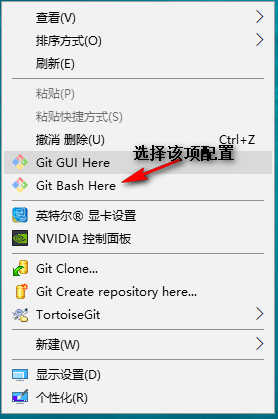 查看(V)
排序方式(O)
刷新(E)
粘贴(P)
粘贴快捷方式(S)
撤消 删除(U) Ctrl+Z
选择该项配置
Git GUI Here
Git Bash Here
英特尔® 显卡设置
NVIDIA 控制面板
Git Clone...
Git Create repository here...
TortoiseGit
新建(W)
显示设置(D)
个性化(R)